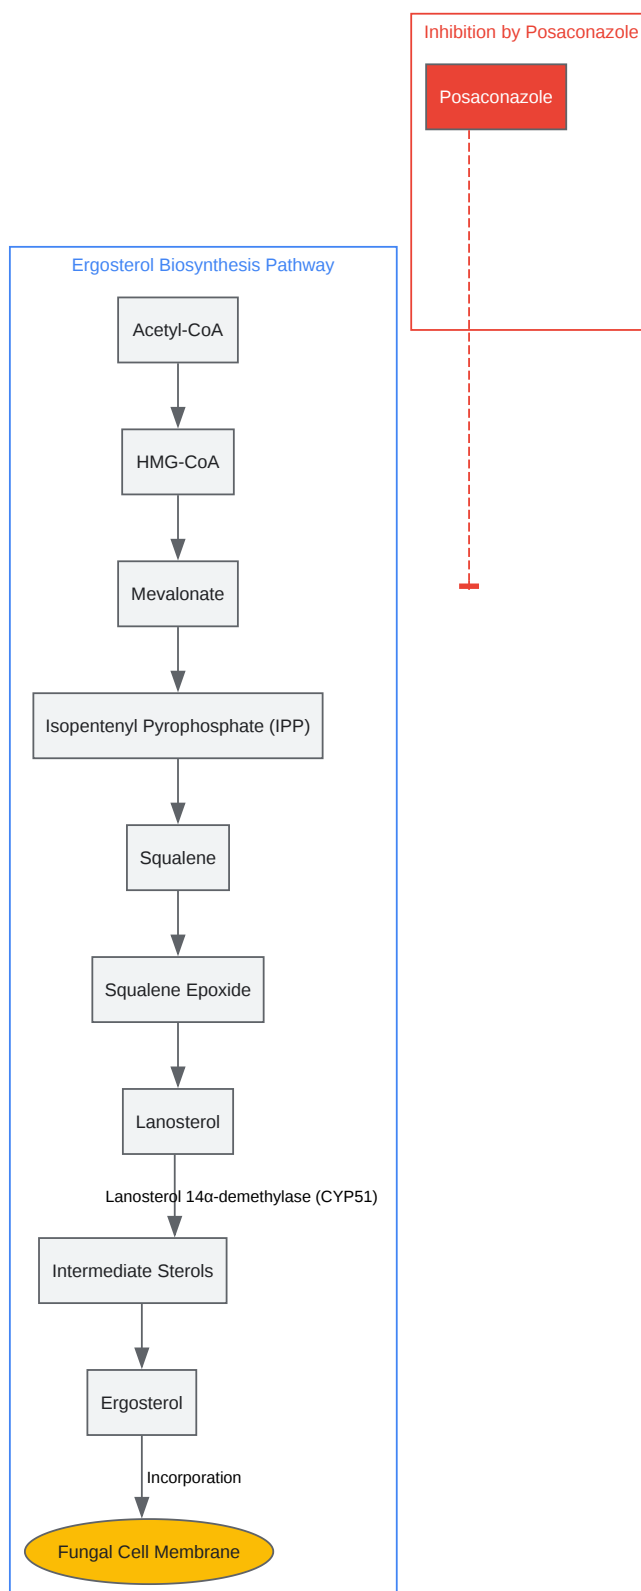 Inhibition by Posaconazole
Posaconazole
Ergosterol Biosynthesis Pathway
Acetyl-CoA
HMG-CoA
Mevalonate
Isopentenyl Pyrophosphate (IPP)
Squalene
Squalene Epoxide
Lanosterol
Lanosterol 14α-demethylase (CYP51)
Intermediate Sterols
Ergosterol
Incorporation
Fungal Cell Membrane